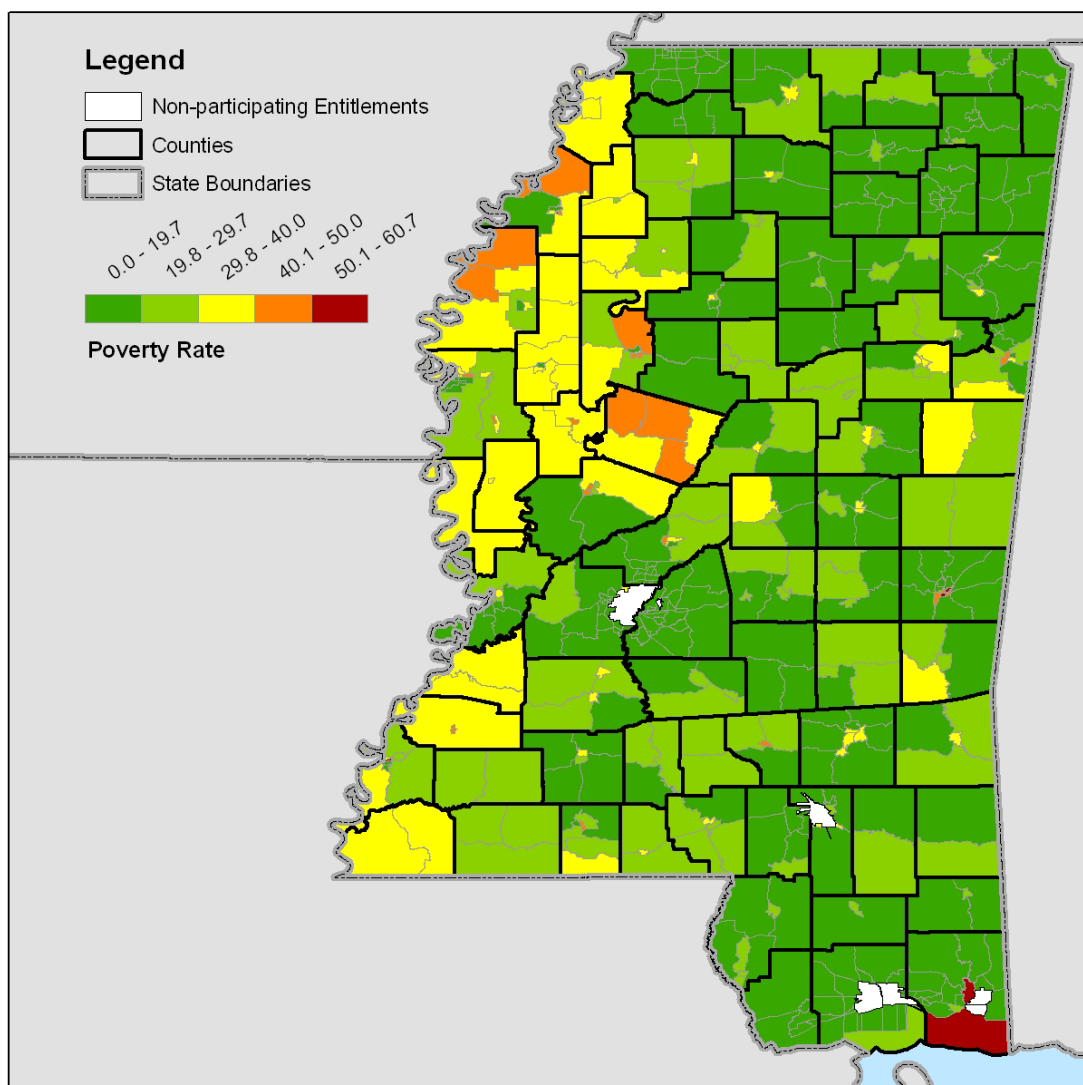 Legend
Non-participating Entitlements
Counties
State Boundaries
0.0 - 19.7
19.8 - 29.7
29.8 - 40.0
40.1 - 50.0
50.1 - 60.7
Poverty Rate